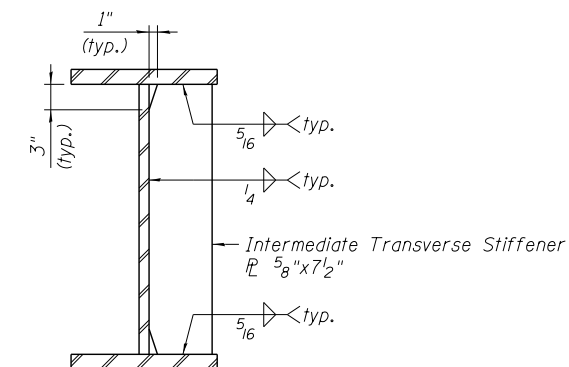 1"
(typ.)
3"
(typ.)
5/16 typ.
1/4 typ.
Intermediate Transverse Stiffener
℄ 5/8"x7 1/2"
5/16 typ.